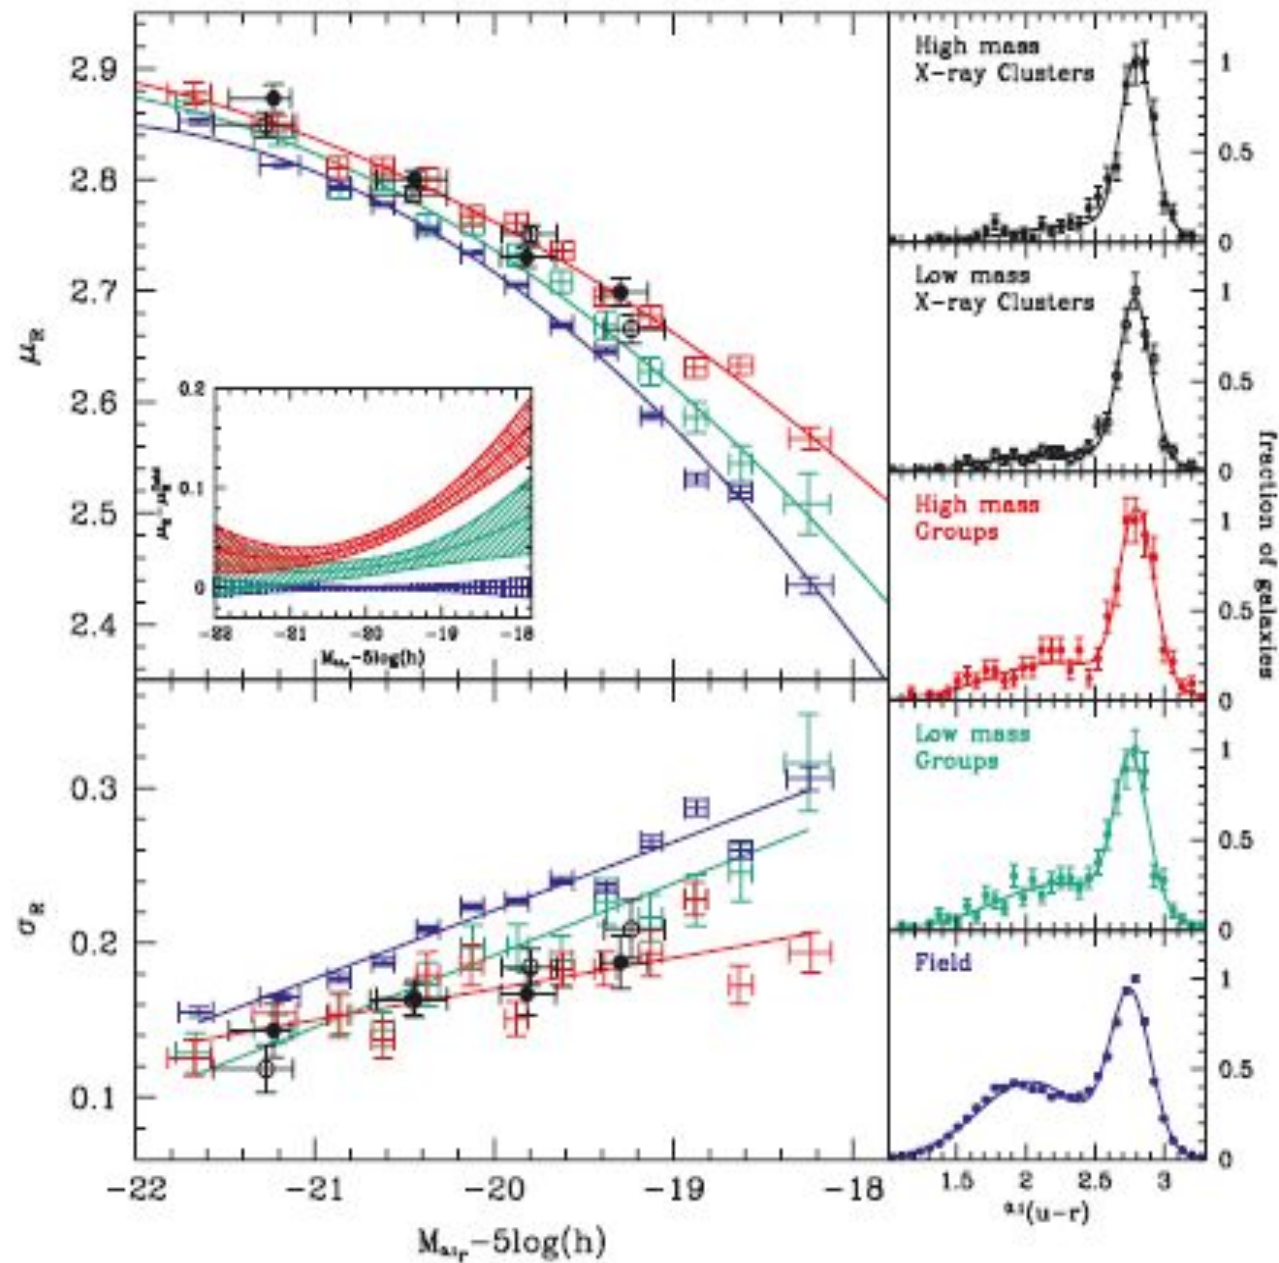 2.9
2.8
2.7
2.6
2.5
2.4
μ_R
0.2
0.1
0
-22 -21 -20 -19 -18
M₀.₁ᵣ-5log(h)
0.3
0.2
0.1
σ_R
-22 -21 -20 -19 -18
M₀.₁ᵣ-5log(h)
High mass
X-ray Clusters
1
0.5
0
Low mass
X-ray Clusters
1
0.5
0
High mass
Groups
1
0.5
0
Low mass
Groups
1
0.5
0
Field
1
0.5
0
1.5 2 2.5 3
⁰·¹(u-r)
fraction of galaxies